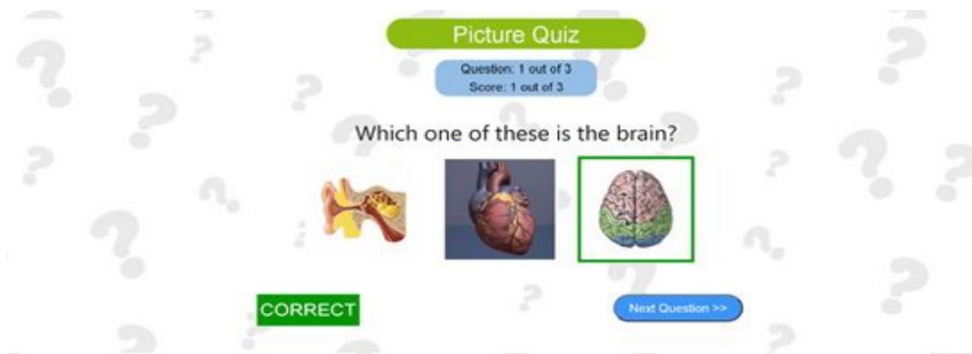 Picture Quiz
Question: 1 out of 3
Score: 1 out of 3
Which one of these is the brain?
CORRECT
Next Question >>